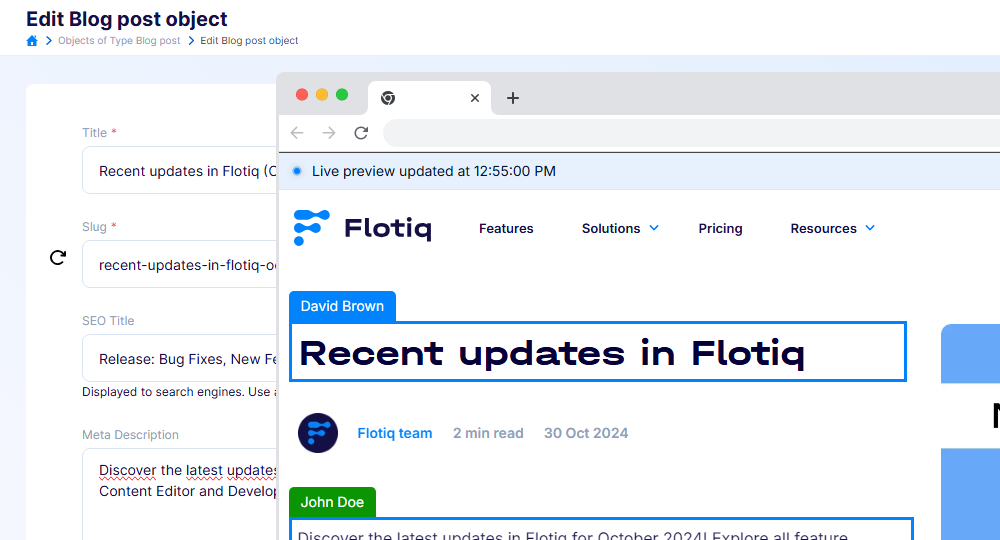 Edit Blog post object
Objects of Type Blog post
Edit Blog post object
Title *
Recent updates in Flotiq (
Slug *
recent-updates-in-flotiq-o
SEO Title
Release: Bug Fixes, New Fe
Displayed to search engines. Use a
Meta Description
Discover the latest updates
Content Editor and Develop
Live preview updated at 12:55:00 PM
Flotiq
Features
Solutions
Pricing
Resources
David Brown
Recent updates in Flotiq
Flotiq team
2 min read
30 Oct 2024
John Doe
Discover the latest updates in Flotiq for October 2024! Explore all feature